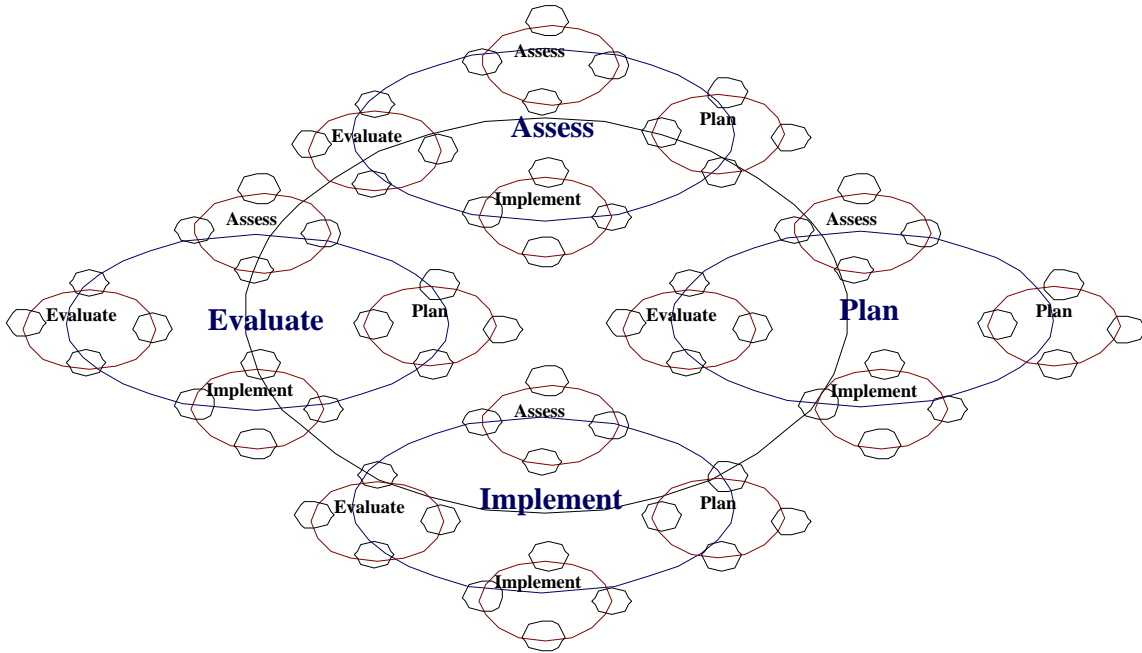 Assess
Plan
Assess
Evaluate
Implement
Assess
Evaluate
Evaluate
Plan
Implement
Assess
Plan
Evaluate
Plan
Implement
Assess
Implement
Evaluate
Plan
Implement